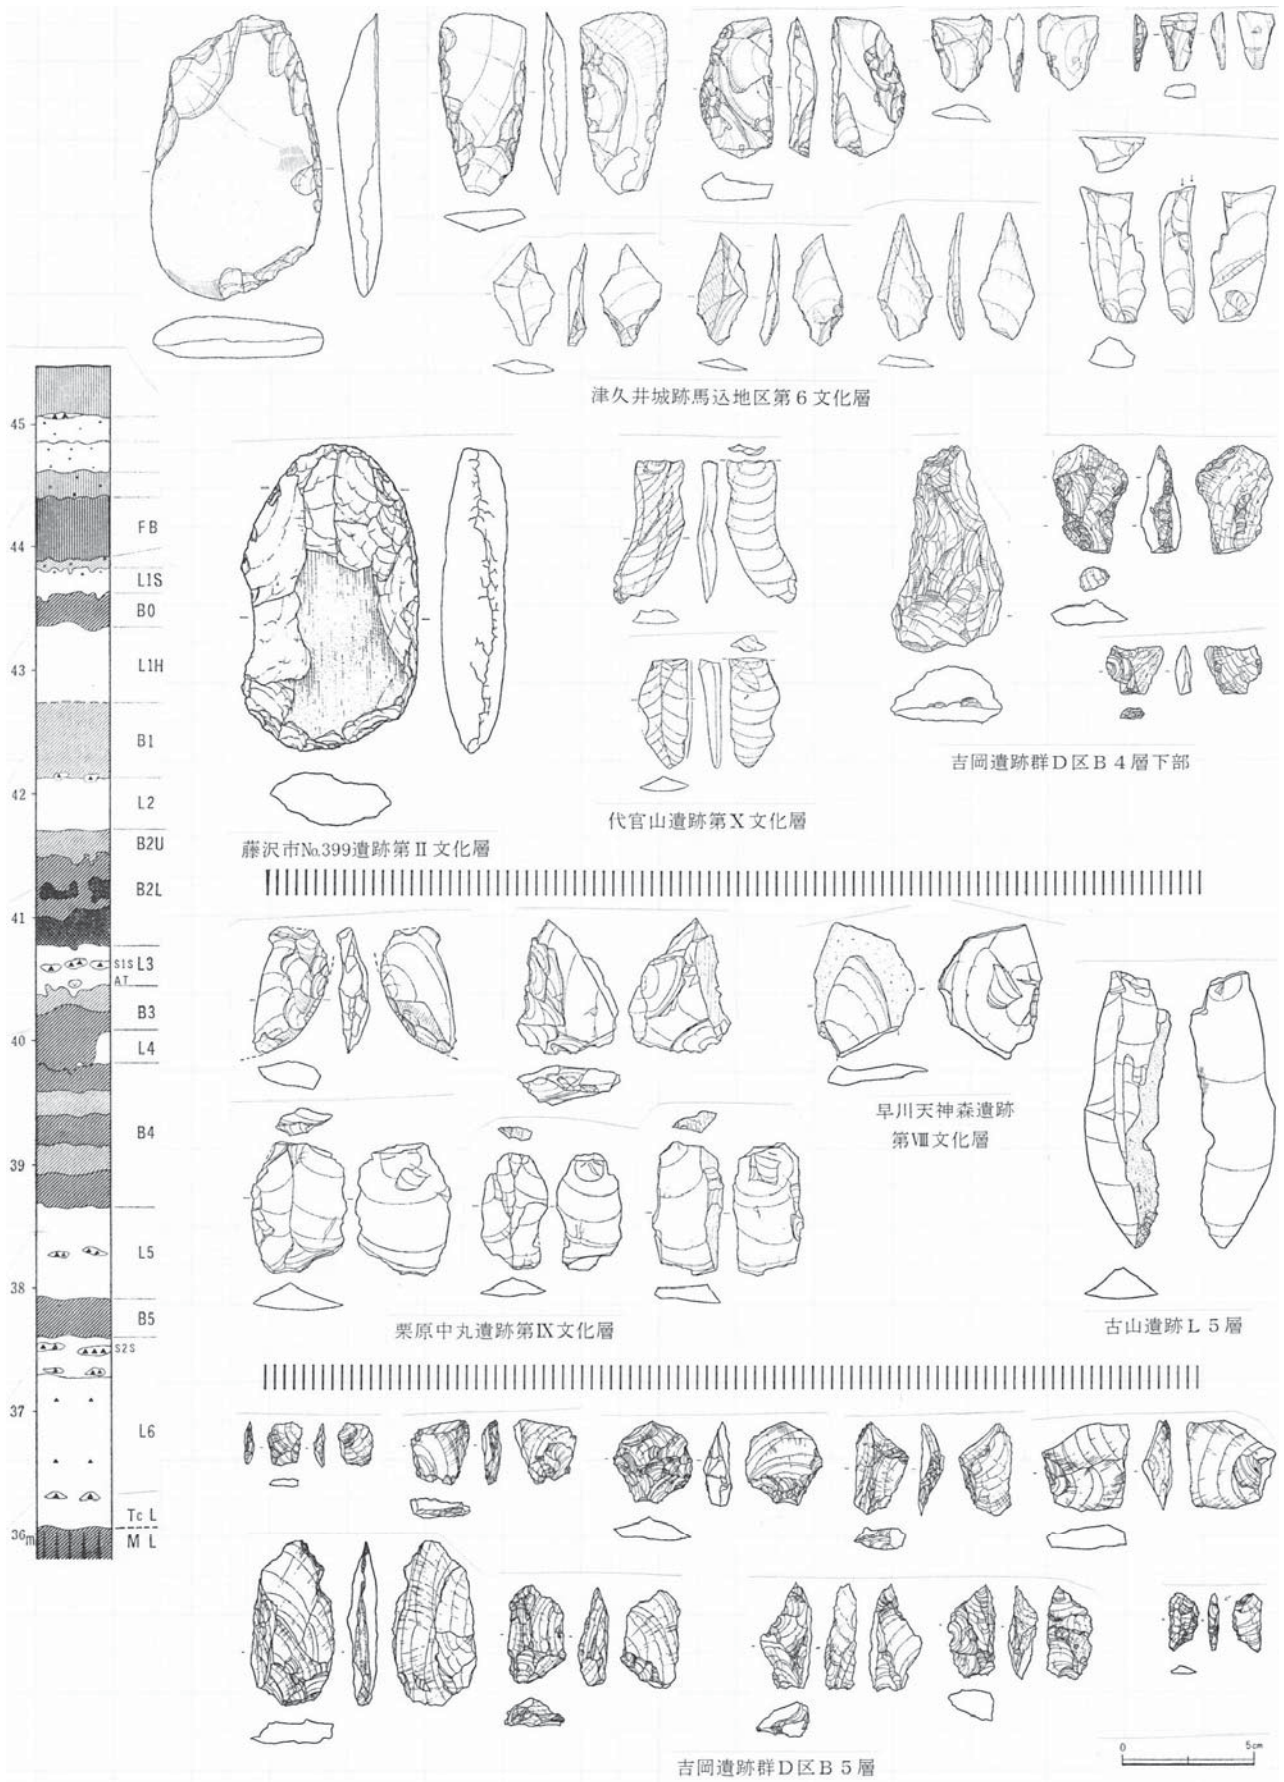 津久井城跡馬込地区第6文化層
45
FB
44
L1S
B0
L1H
43
B1
42
L2
B2U
B2L
41
S1S L3
AT
B3
40
L4
B4
39
L5
38
B5
S2S
37
L6
TcL
36m
ML
藤沢市No.399遺跡第Ⅱ文化層
代官山遺跡第Ⅹ文化層
吉岡遺跡群D区B4層下部
早川天神森遺跡
第Ⅷ文化層
栗原中丸遺跡第Ⅸ文化層
古山遺跡L5層
吉岡遺跡群D区B5層
0 5cm